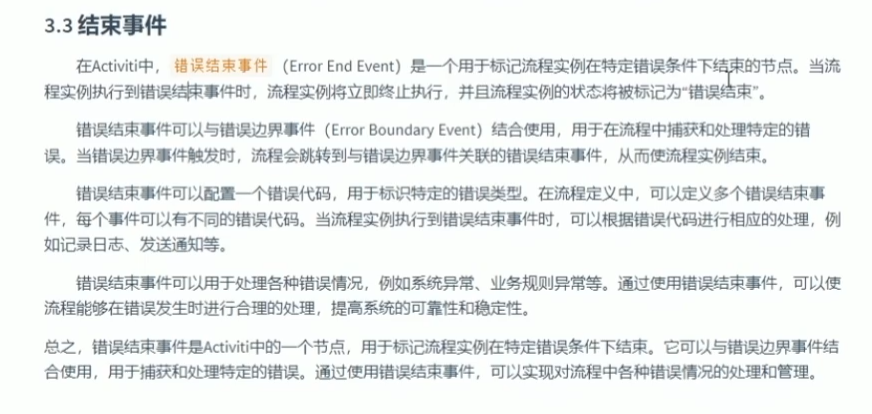 3.3 结束事件
在Activiti中， 错误结束事件 （Error End Event）是一个用于标记流程实例在特定错误条件下结束的节点。当流
程实例执行到错误结束事件时，流程实例将立即终止执行，并且流程实例的状态将被标记为“错误结束”。
错误结束事件可以与错误边界事件（Error Boundary Event）结合使用，用于在流程中捕获和处理特定的错
误。当错误边界事件触发时，流程会跳转到与错误边界事件关联的错误结束事件，从而使流程实例结束。
错误结束事件可以配置一个错误代码，用于标识特定的错误类型。在流程定义中，可以定义多个错误结束事
件，每个事件可以有不同的错误代码。当流程实例执行到错误结束事件时，可以根据错误代码进行相应的处理，例
如记录日志、发送通知等。
错误结束事件可以用于处理各种错误情况，例如系统异常、业务规则异常等。通过使用错误结束事件，可以使
流程能够在错误发生时进行合理的处理，提高系统的可靠性和稳定性。
总之，错误结束事件是Activiti中的一个节点，用于标记流程实例在特定错误条件下结束。它可以与错误边界事件结
合使用，用于捕获和处理特定的错误。通过使用错误结束事件，可以实现对流程中各种错误情况的处理和管理。